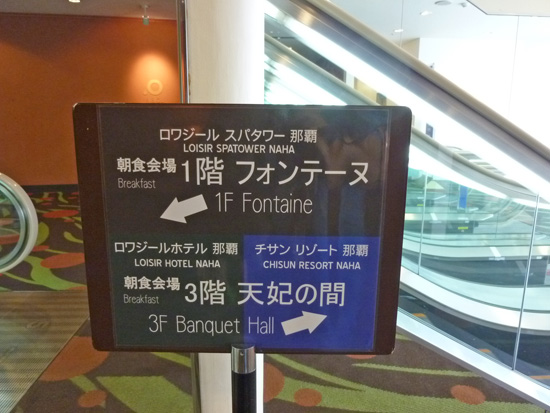 ロワジール スパタワー 那覇
LOISIR SPATOWER NAHA
朝食会場 1階 フォンテーヌ
Breakfast
1F Fontaine
ロワジールホテル 那覇
LOISIR HOTEL NAHA
チサン リゾート 那覇
CHISUN RESORT NAHA
朝食会場 3階 天妃の間
Breakfast
3F Banquet Hall